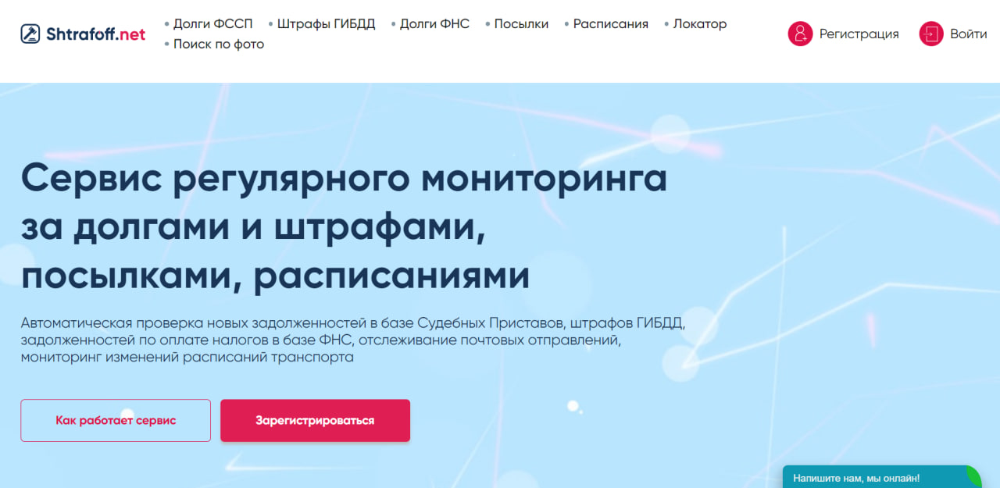 Shtrafoff.net
Долги ФССП
Штрафы ГИБДД
Долги ФНС
Посылки
Расписания
Локатор
Поиск по фото
Регистрация
Войти
Сервис регулярного мониторинга
за долгами и штрафами,
посылками, расписаниями
Автоматическая проверка новых задолженностей в базе Судебных Приставов, штрафов ГИБДД,
задолженностей по оплате налогов в базе ФНС, отслеживание почтовых отправлений,
мониторинг изменений расписаний транспорта
Как работает сервис
Зарегистрироваться
Напишите нам, мы онлайн!